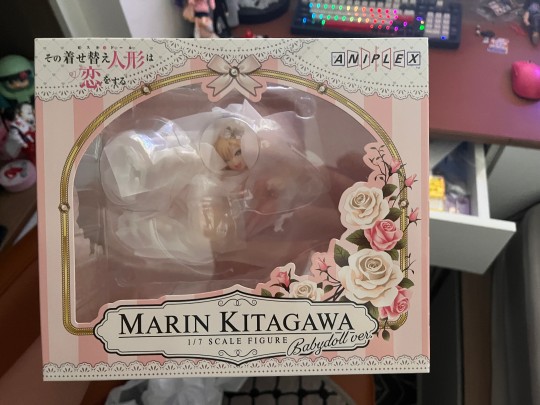 その着せ替え人形は
恋をする
ANIPLEX
MARIN KITAGAWA
1/7 SCALE FIGURE
Babydoll ver.